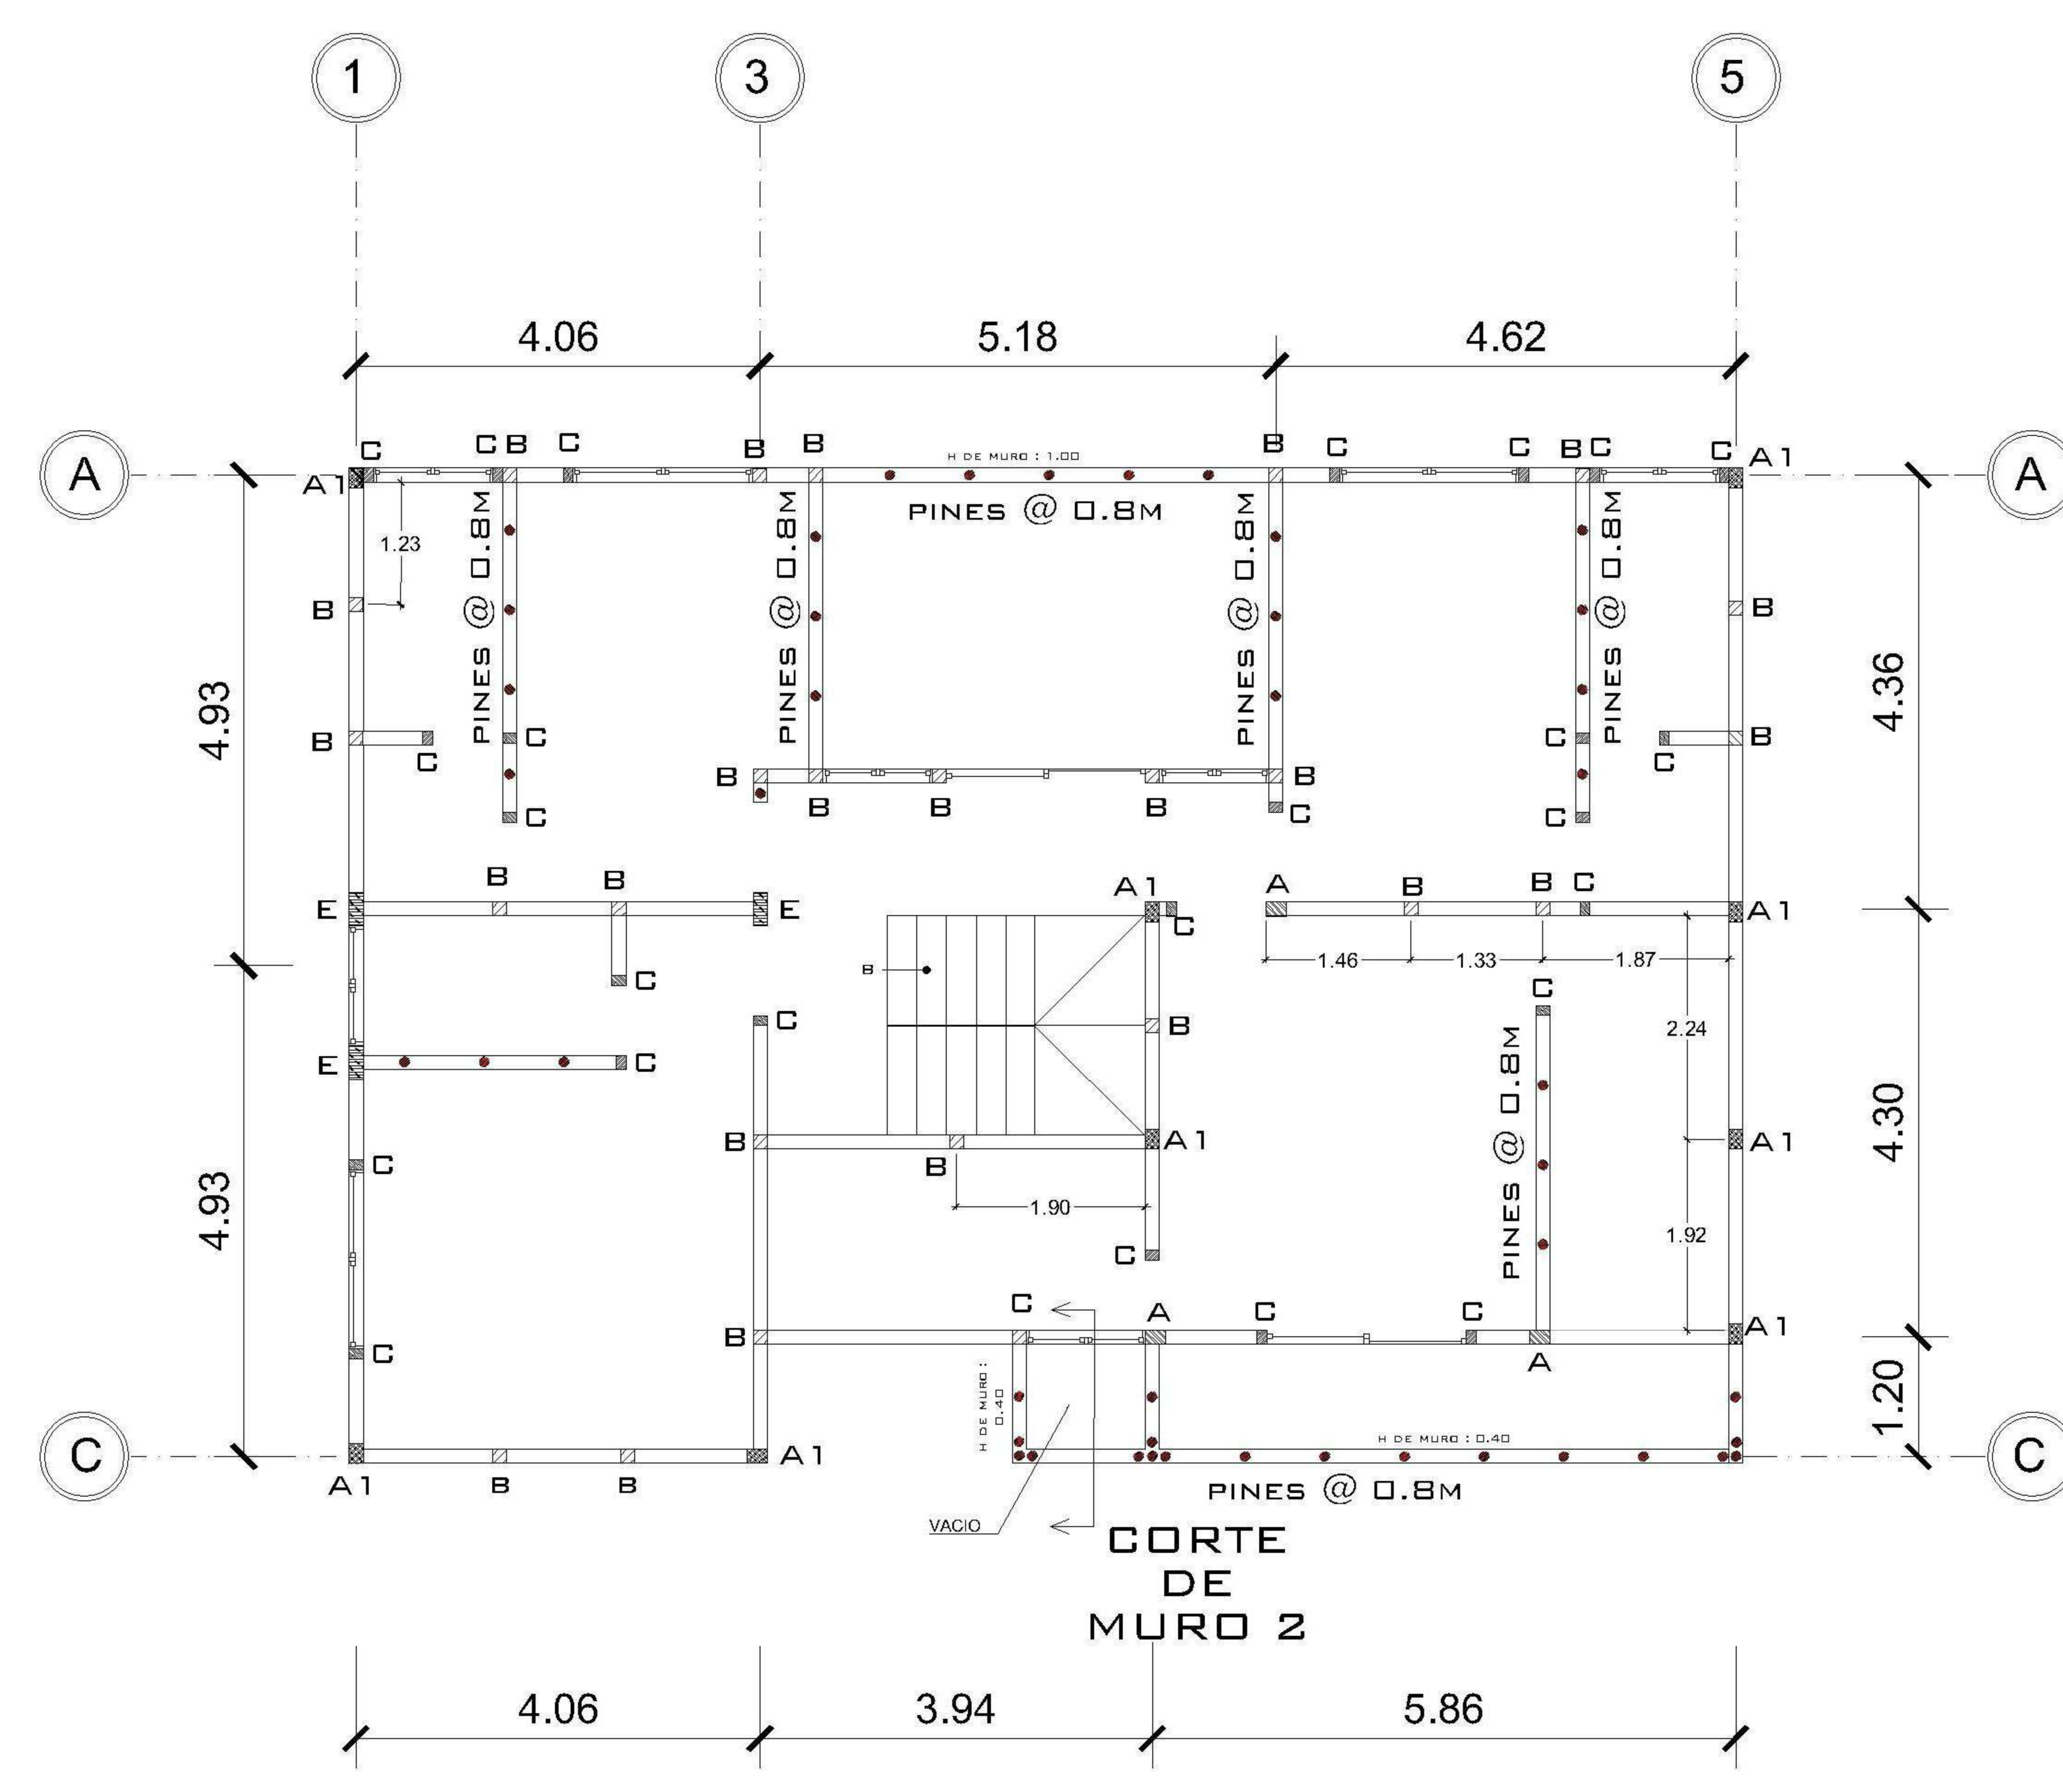 1 3 5
4.06 5.18 4.62
C C B C B B B C C B C C A1
A H DE MURO : 1.00 A
A1
PINES @ 0.8M
PINES @ 0.8M
PINES @ 0.8M
PINES @ 0.8M
PINES @ 0.8M
1.23
B B
4.93 4.36
B C C C C B
B B B B B C
C C
B B A1 A B B C
E E C A1
1.46 1.33 1.87
B C C
C B 2.24
PINES @ 0.8M
E C
B A1 A1
B
4.93 4.30
C 1.90
1.92
C
C A C C A1
C B A
H DE MURO :
0.40
1.20
H DE MURO : 0.40
C A1 C
A1 B B
PINES @ 0.8M
VACIO
CORTE
DE
MURO 2
4.06 3.94 5.86